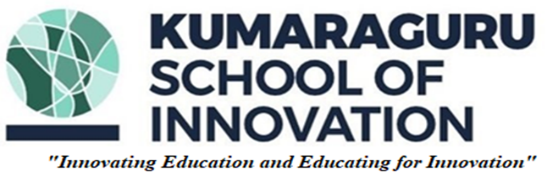 KUMARAGURU
SCHOOL OF
INNOVATION
"Innovating Education and Educating for Innovation"